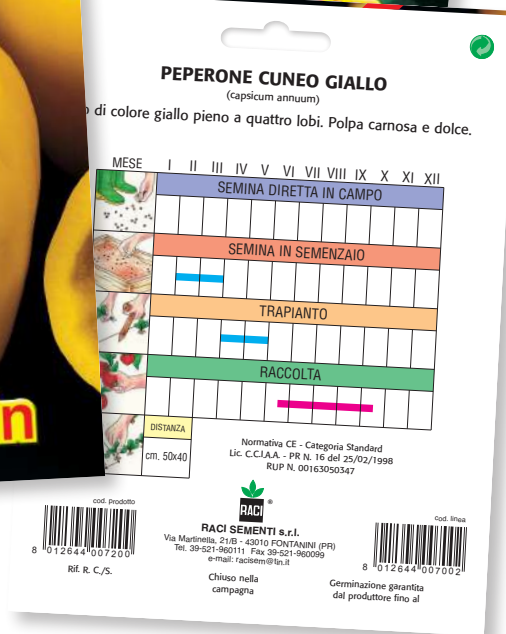 PEPERONE CUNEO GIALLO
(capsicum annuum)
di colore giallo pieno a quattro lobi. Polpa carnosa e dolce.
MESE I II III IV V VI VII VIII IX X XI XII
SEMINA DIRETTA IN CAMPO
SEMINA IN SEMENZAIO
TRAPIANTO
RACCOLTA
DISTANZA
cm. 50x40
Normativa CE - Categoria Standard
Lic. C.C.I.A.A. - PR N. 16 del 25/02/1998
RUP N. 00163050347
RACI ®
RACI SEMENTI s.r.l.
Via Martinella, 21/B - 43010 FONTANINI (PR)
Tel. 39-521-960111 Fax 39-521-960099
e-mail: racisem@tin.it
Chiuso nella
campagna
cod. prodotto
8 012644 007200
Rif. R. C./S.
cod. linea
8 012644 007002
Germinazione garantita
dal produttore fino al
n